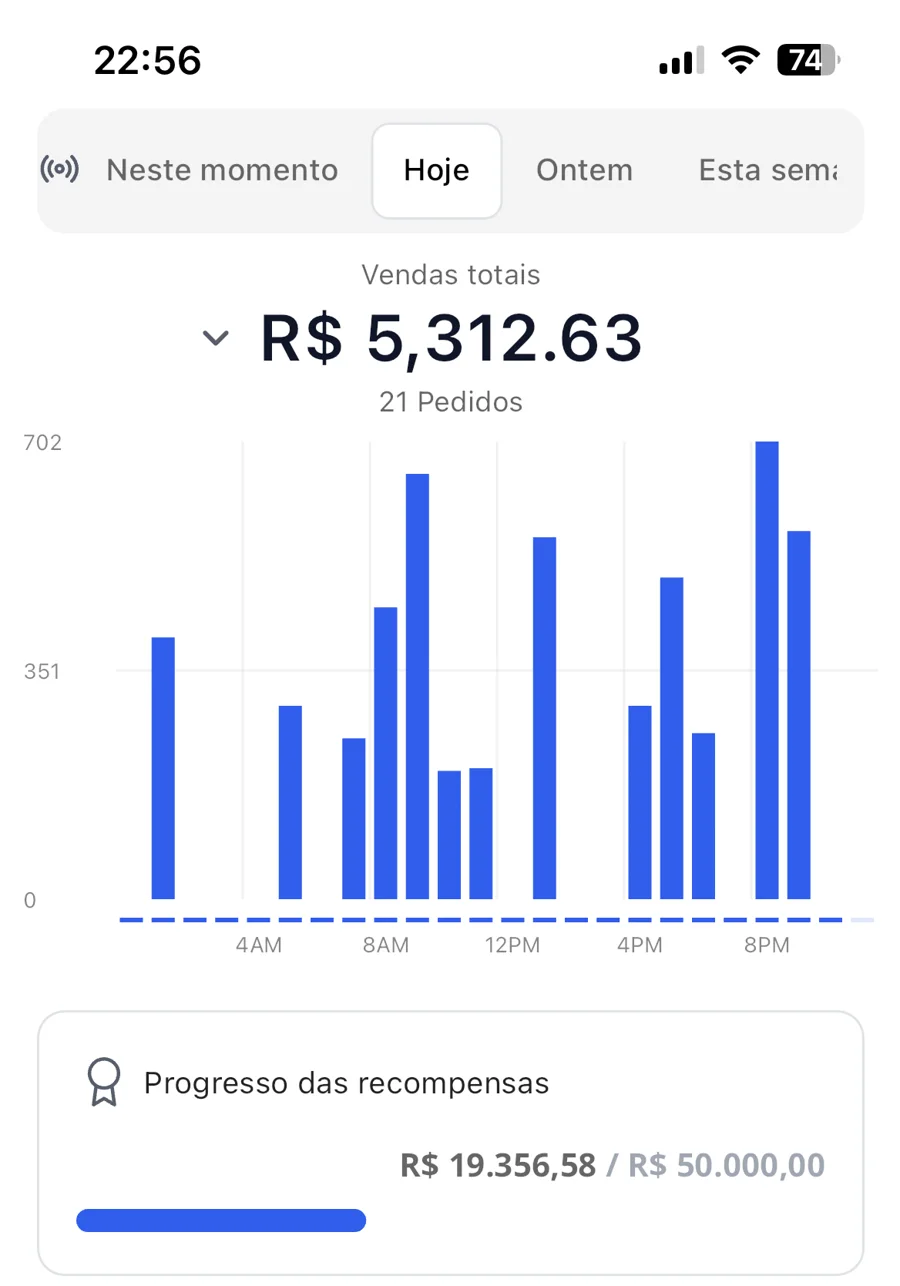 22:56
74
Neste momento Hoje Ontem Esta sema
Vendas totais
R$ 5,312.63
21 Pedidos
702
351
0
4AM 8AM 12PM 4PM 8PM
Progresso das recompensas
R$ 19.356,58 / R$ 50.000,00